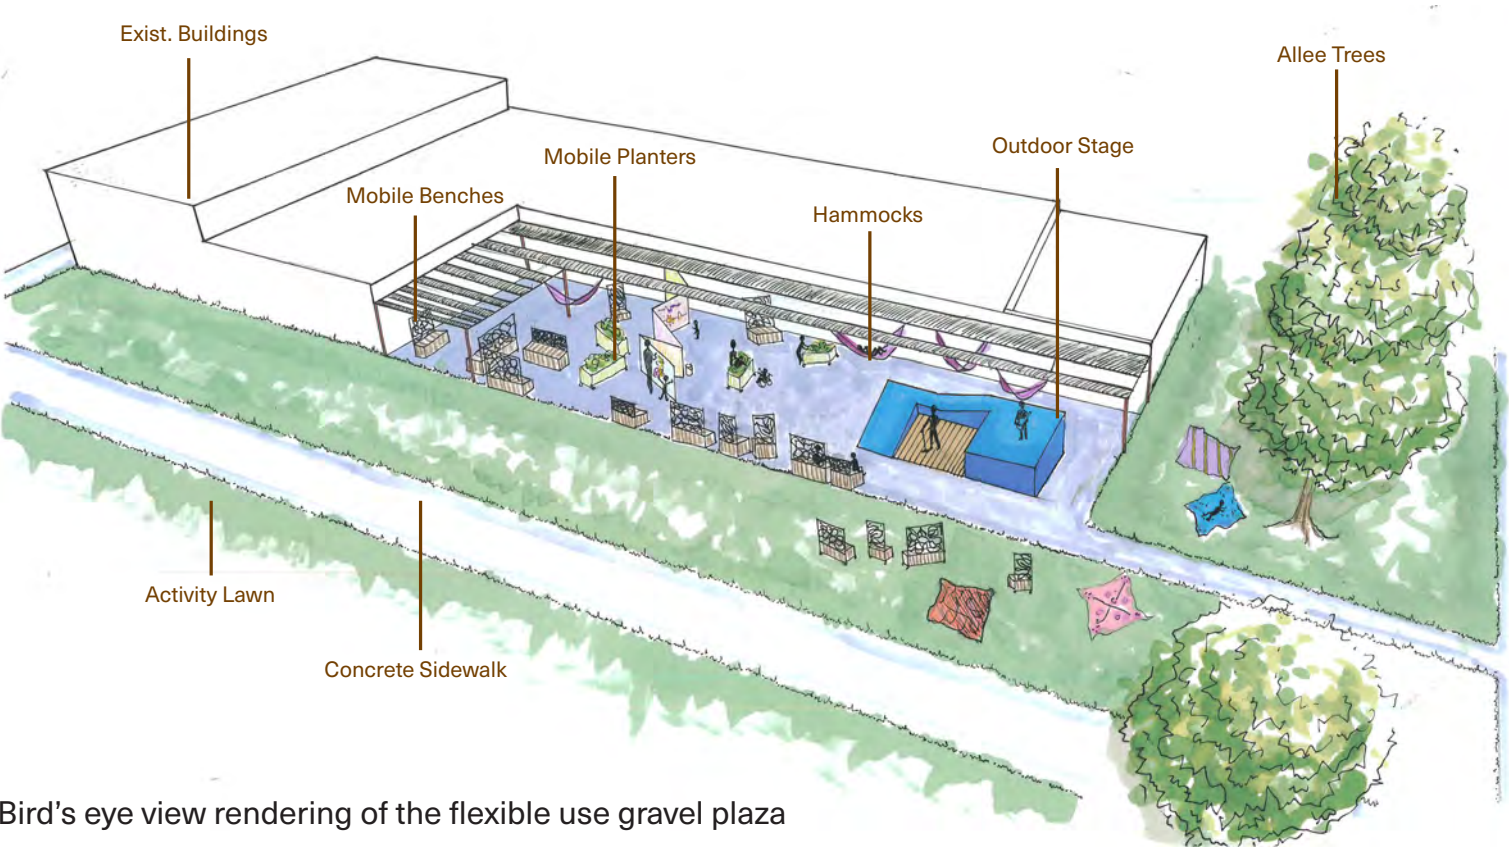 Exist. Buildings
Allee Trees
Outdoor Stage
Mobile Planters
Mobile Benches
Hammocks
Activity Lawn
Concrete Sidewalk
Bird’s eye view rendering of the flexible use gravel plaza